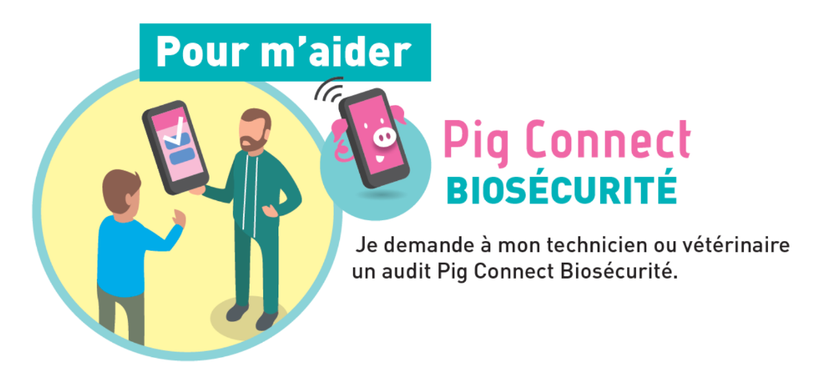 Pour m’aider
Pig Connect
BIOSÉCURITÉ
Je demande à mon technicien ou vétérinaire
un audit Pig Connect Biosécurité.